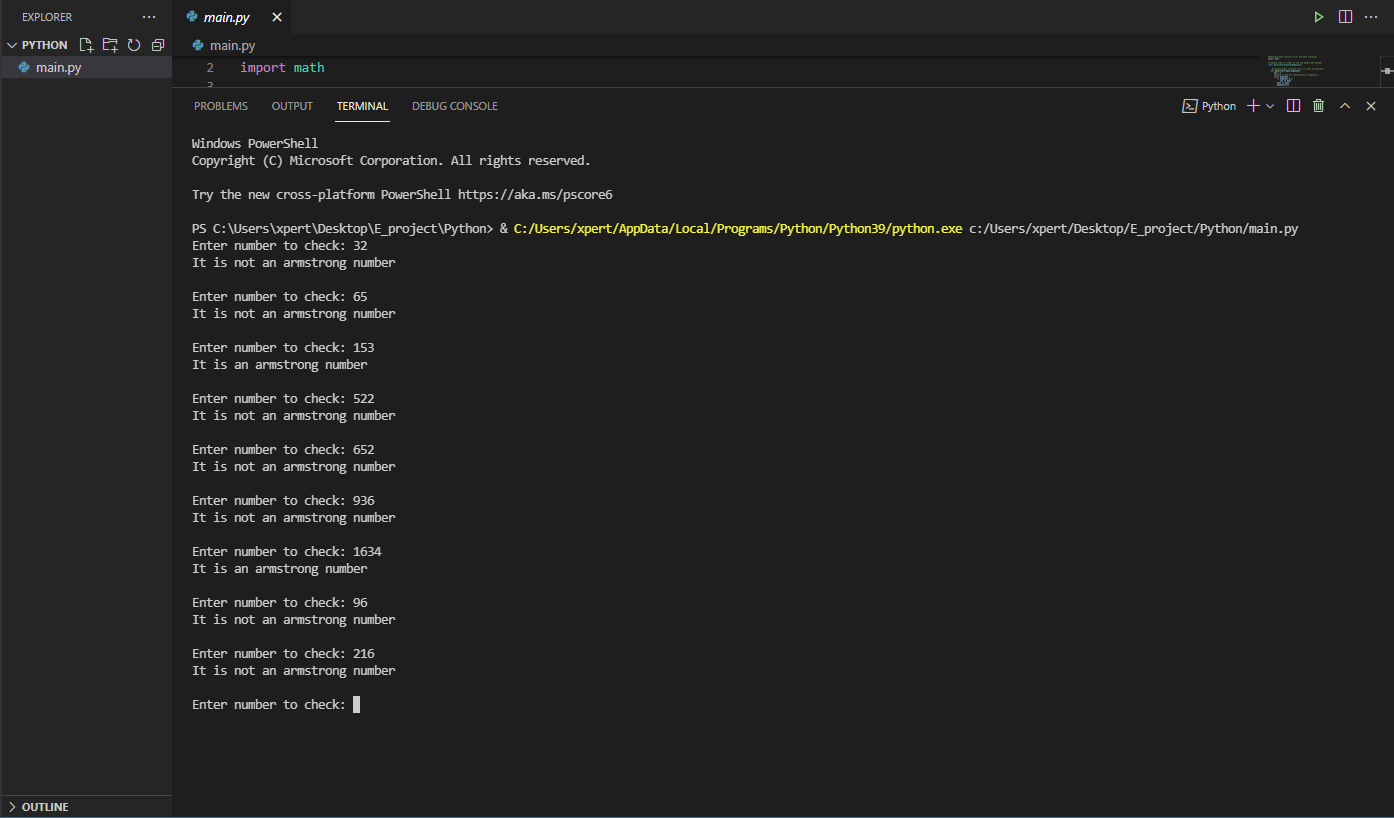 EXPLORER
main.py
PYTHON
main.py
main.py
2 import math
3
PROBLEMS OUTPUT TERMINAL DEBUG CONSOLE
Python
Windows PowerShell
Copyright (C) Microsoft Corporation. All rights reserved.
Try the new cross-platform PowerShell https://aka.ms/pscore6
PS C:\Users\xpert\Desktop\E_project\Python> & C:/Users/xpert/AppData/Local/Programs/Python/Python39/python.exe c:/Users/xpert/Desktop/E_project/Python/main.py
Enter number to check: 32
It is not an armstrong number
Enter number to check: 65
It is not an armstrong number
Enter number to check: 153
It is an armstrong number
Enter number to check: 522
It is not an armstrong number
Enter number to check: 652
It is not an armstrong number
Enter number to check: 936
It is not an armstrong number
Enter number to check: 1634
It is an armstrong number
Enter number to check: 96
It is not an armstrong number
Enter number to check: 216
It is not an armstrong number
Enter number to check:
OUTLINE